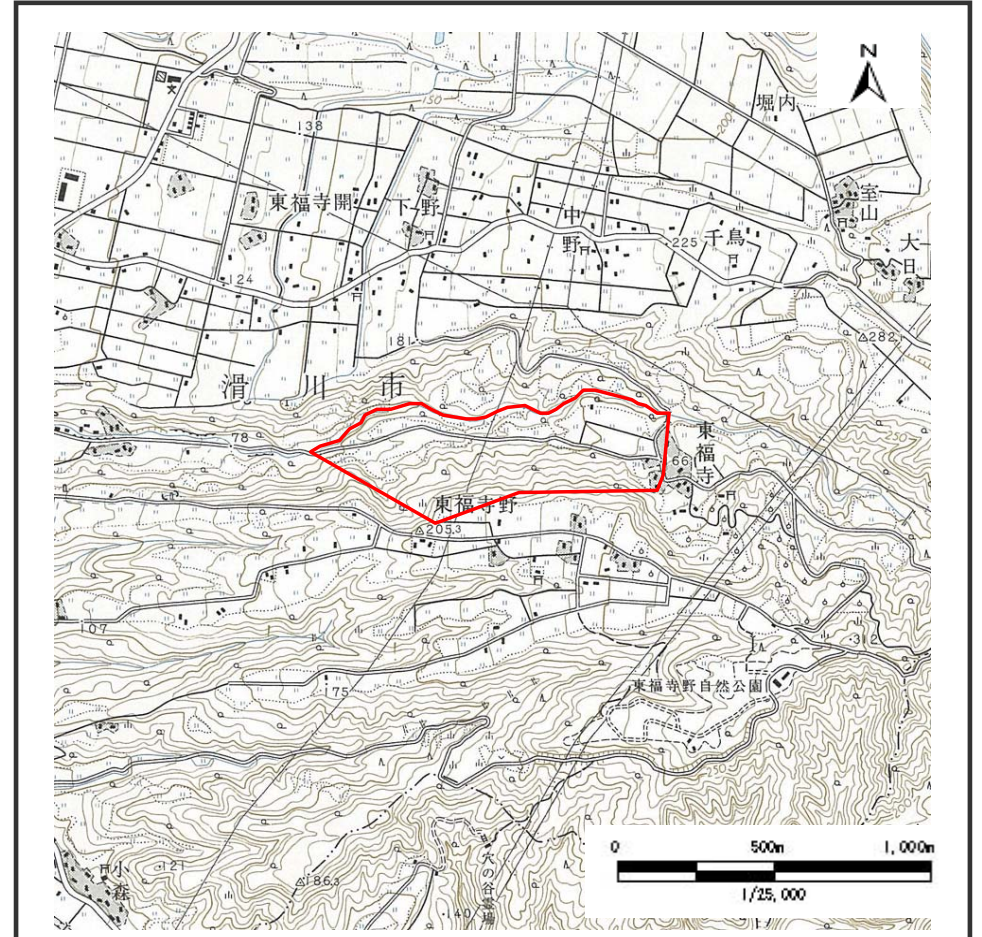 N
150
堀内
138
200
東福寺開
下野
中野
室山
225
千鳥
大日
124
181
282
滑川市
78
250
東福寺
66
東福寺野
205.3
107
312
175
東福寺野自然公園
250
0 500m 1,000m
1/25,000
小森
121
186.3
穴の谷霊場
140